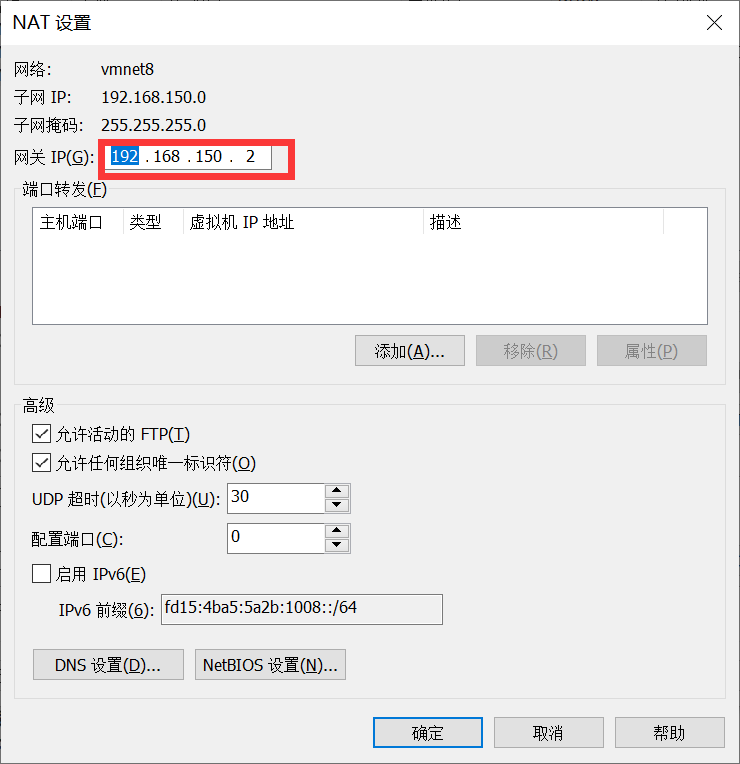 NAT 设置
网络: vmnet8
子网 IP: 192.168.150.0
子网掩码: 255.255.255.0
网关 IP(G): 192 . 168 . 150 . 2
端口转发(F)
主机端口 类型 虚拟机 IP 地址 描述
添加(A)... 移除(R) 属性(P)
高级
允许活动的 FTP(T)
允许任何组织唯一标识符(O)
UDP 超时(以秒为单位)(U): 30
配置端口(C): 0
启用 IPv6(E)
IPv6 前缀(6): fd15:4ba5:5a2b:1008::/64
DNS 设置(D)... NetBIOS 设置(N)...
确定 取消 帮助